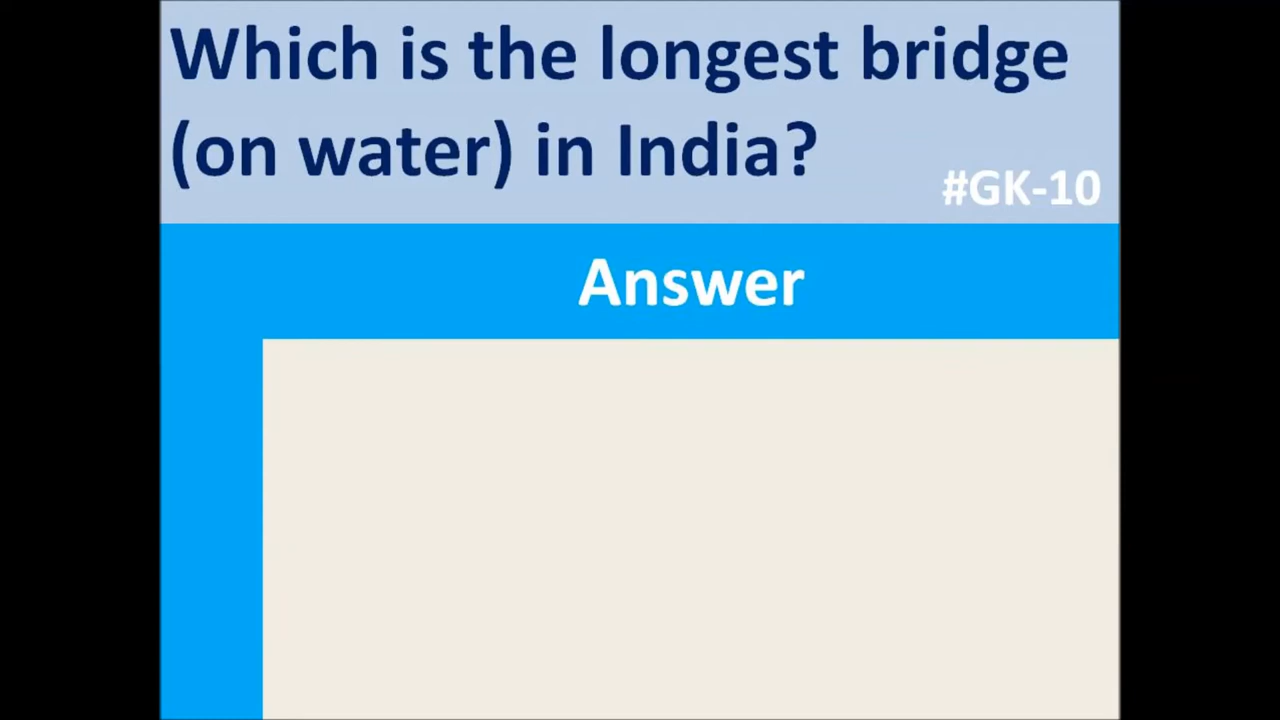 Which is the longest bridge
(on water) in India?
#GK-10
Answer